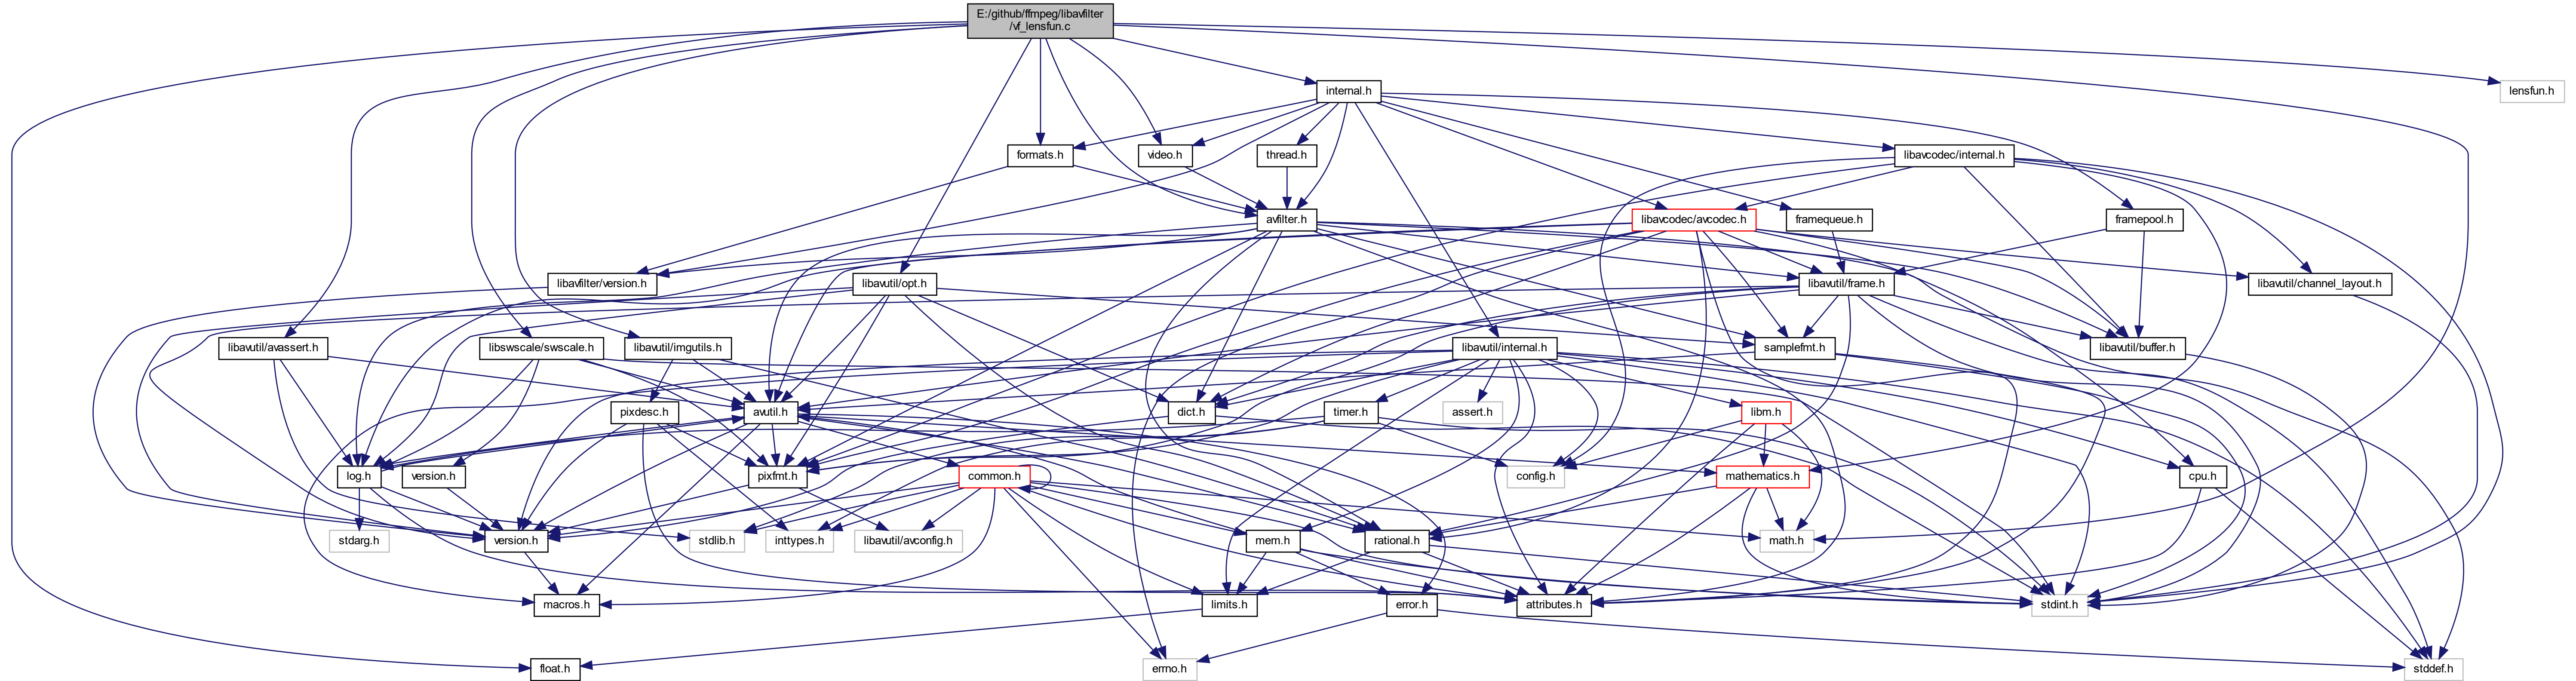 E:/github/ffmpeg/libavfilter
/vf_lensfun.c
internal.h
lensfun.h
formats.h
video.h
thread.h
libavcodec/internal.h
avfilter.h
libavcodec/avcodec.h
framequeue.h
framepool.h
libavfilter/version.h
libavutil/opt.h
libavutil/frame.h
libavutil/channel_layout.h
libavutil/avassert.h
libswscale/swscale.h
libavutil/imgutils.h
libavutil/internal.h
samplefmt.h
libavutil/buffer.h
pixdesc.h
avutil.h
dict.h
timer.h
assert.h
libm.h
log.h
version.h
pixfmt.h
common.h
config.h
mathematics.h
cpu.h
stdarg.h
version.h
stdlib.h
inttypes.h
libavutil/avconfig.h
mem.h
rational.h
math.h
macros.h
limits.h
error.h
attributes.h
stdint.h
float.h
errno.h
stddef.h